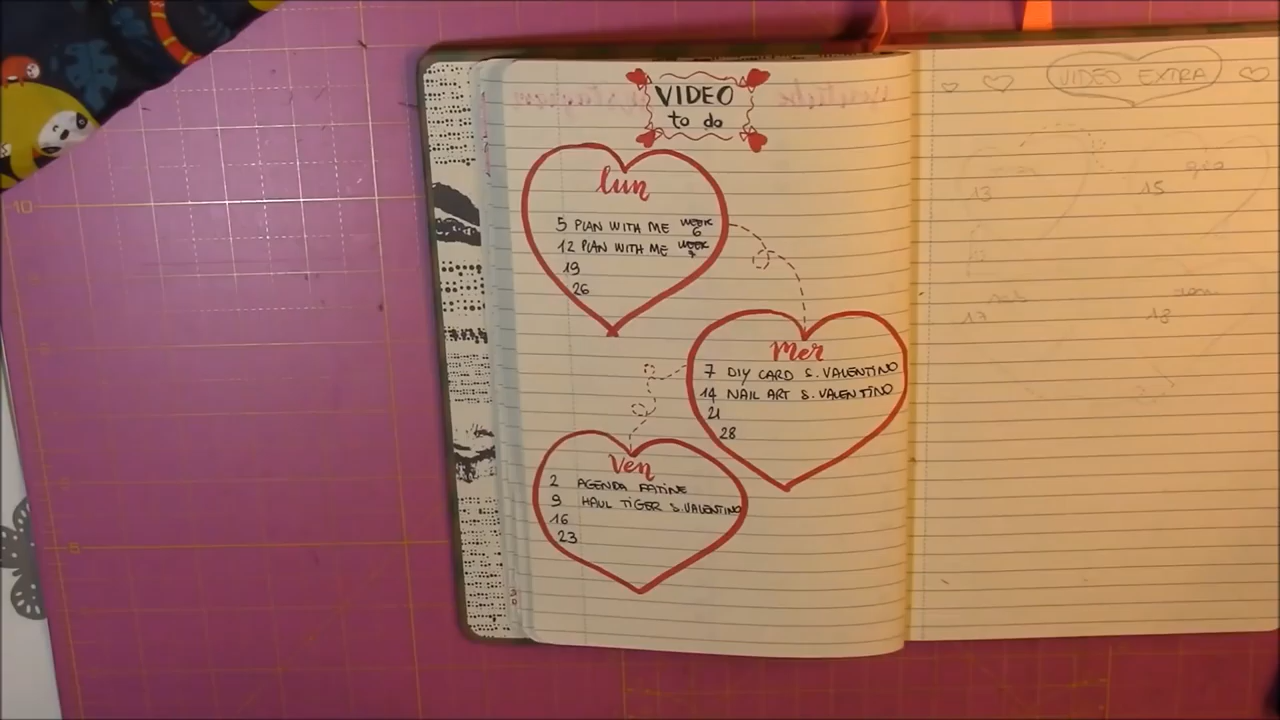 VIDEO
to do
lun
5 PLAN WITH ME WEEK 6
12 PLAN WITH ME WEEK 7
19
26
Mer
7 DIY CARD S. VALENTINO
14 NAIL ART S. VALENTINO
21
28
Ven
2 AGENDA FATINE
9 HAUL TIGER S. VALENTINO
16
23
VIDEO EXTRA
gio
13
15
17
18
10